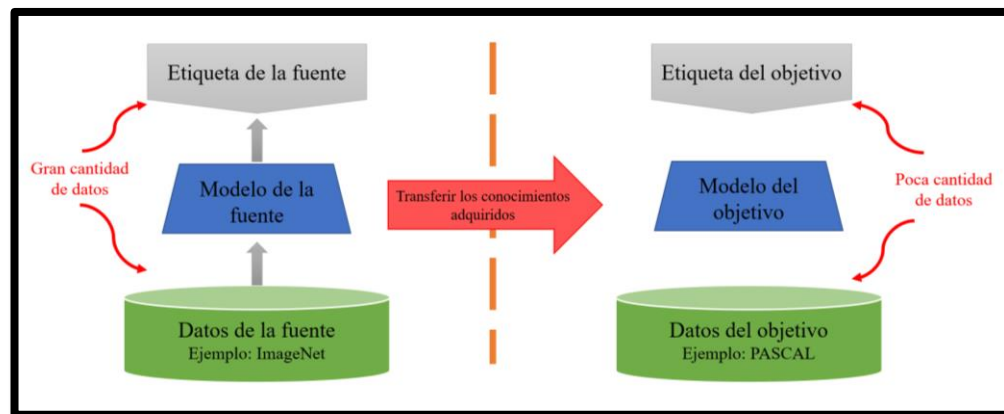 Etiqueta de la fuente
Gran cantidad
de datos
Modelo de la
fuente
Datos de la fuente
Ejemplo: ImageNet
Transferir los conocimientos
adquiridos
Etiqueta del objetivo
Modelo del
objetivo
Poca cantidad
de datos
Datos del objetivo
Ejemplo: PASCAL